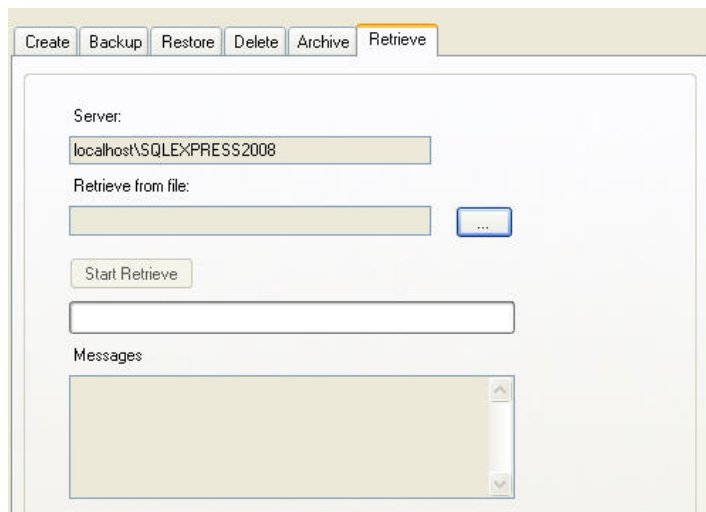 Create Backup Restore Delete Archive Retrieve
Server:
localhost\SQLEXPRESS2008
Retrieve from file:
...
Start Retrieve
Messages